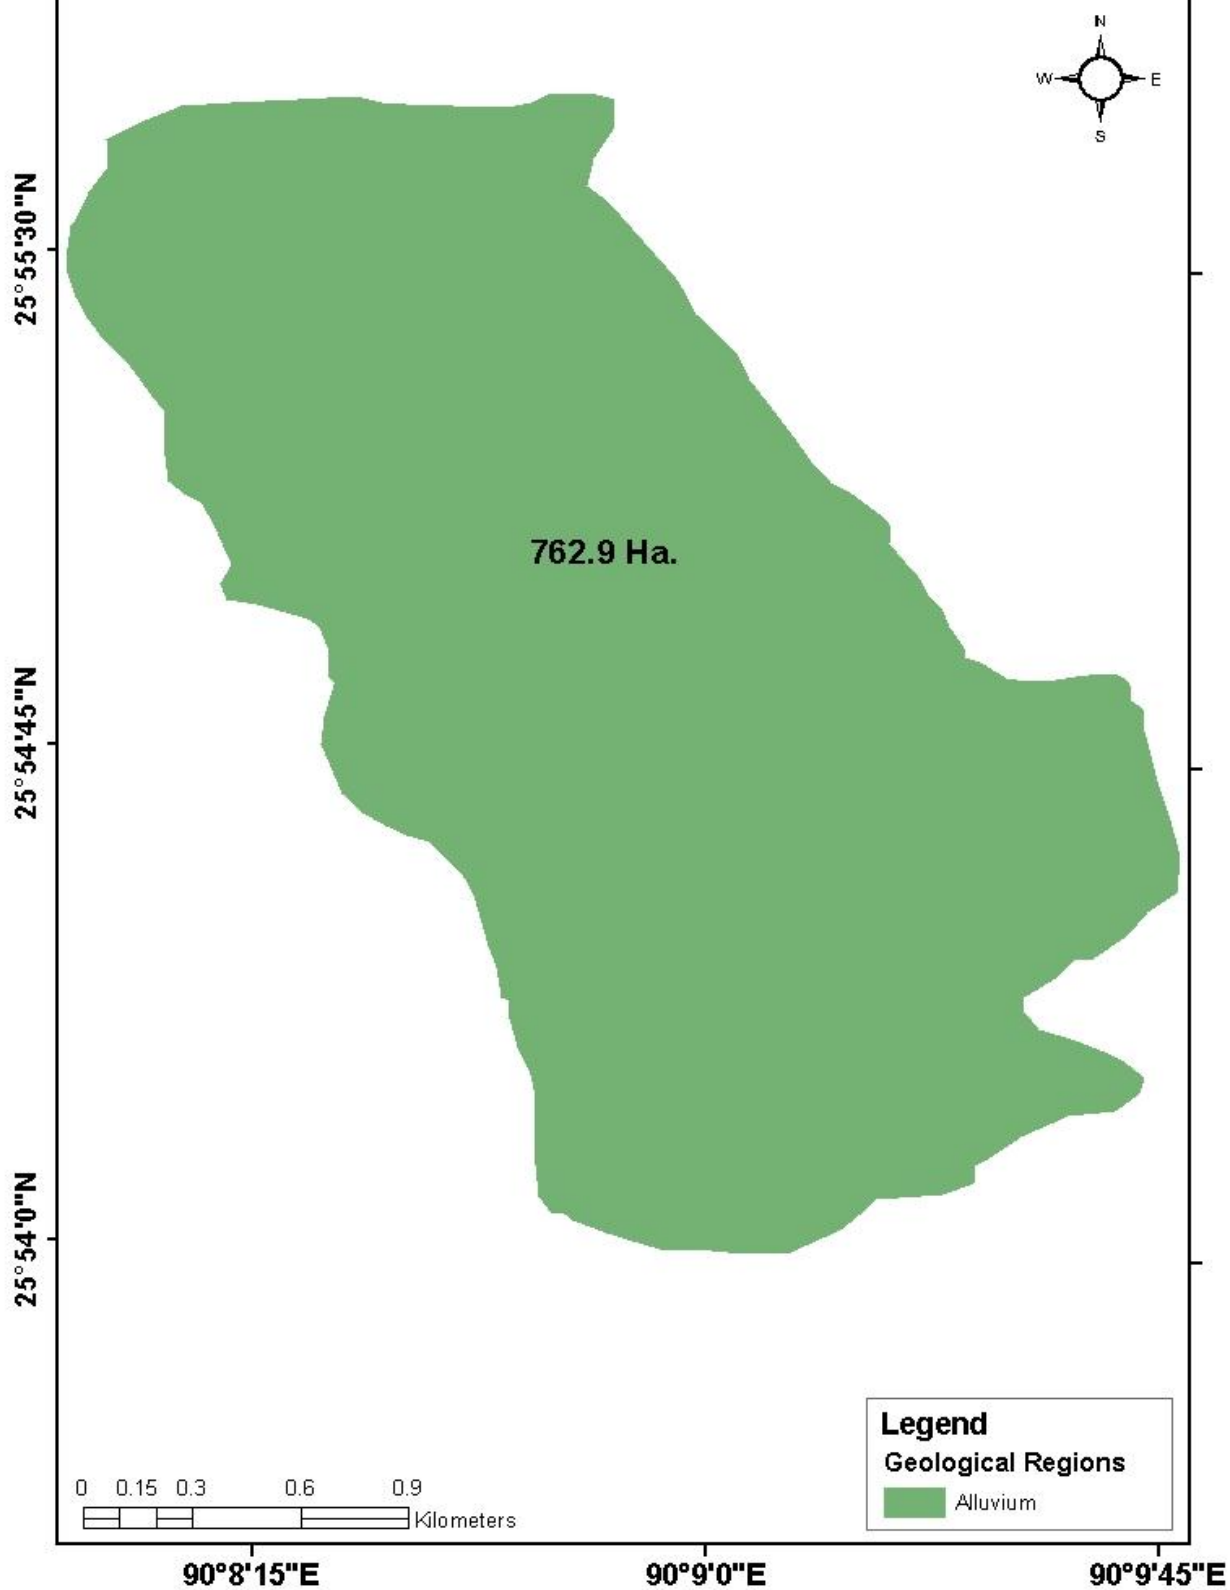 N
W E
S
25°55'30"N
762.9 Ha.
25°54'45"N
25°54'0"N
Legend
Geological Regions
Alluvium
0 0.15 0.3 0.6 0.9
Kilometers
90°8'15"E 90°9'0"E 90°9'45"E